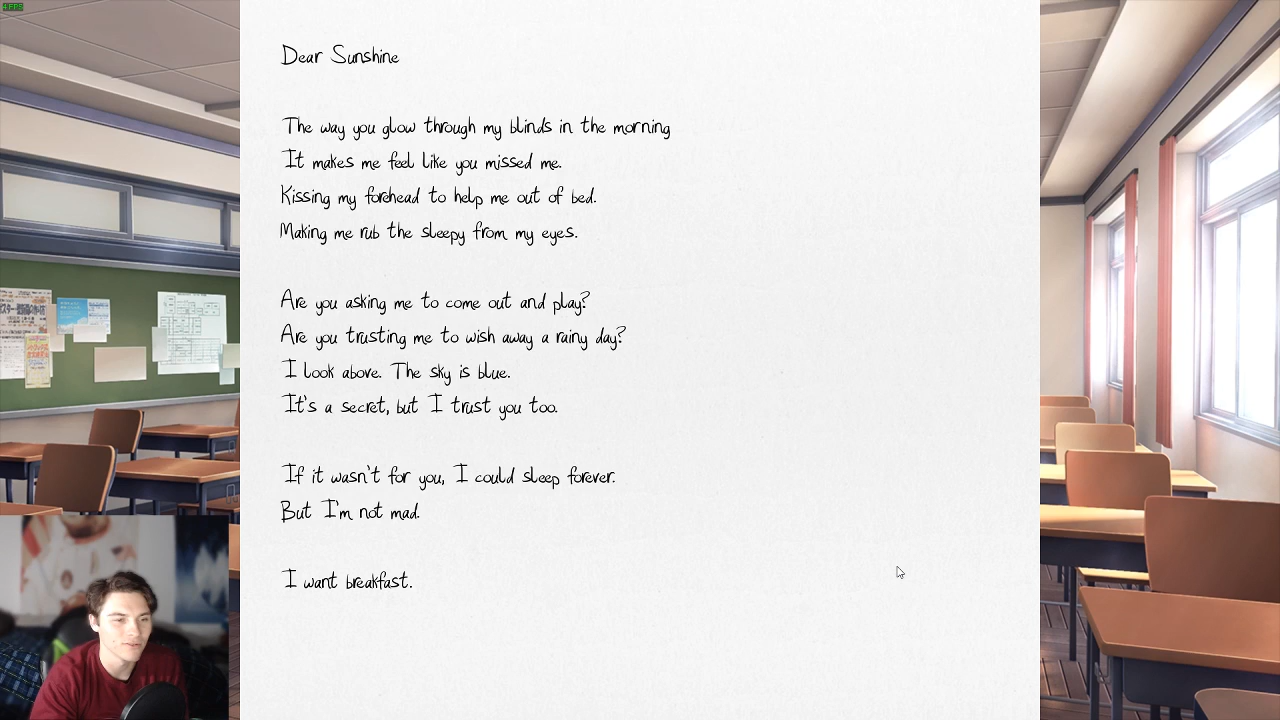 4 FPS
Dear Sunshine
The way you glow through my blinds in the morning
It makes me feel like you missed me.
Kissing my forehead to help me out of bed.
Making me rub the sleepy from my eyes.
Are you asking me to come out and play?
Are you trusting me to wish away a rainy day?
I look above. The sky is blue.
It's a secret, but I trust you too.
If it wasn't for you, I could sleep forever.
But I'm not mad.
I want breakfast.